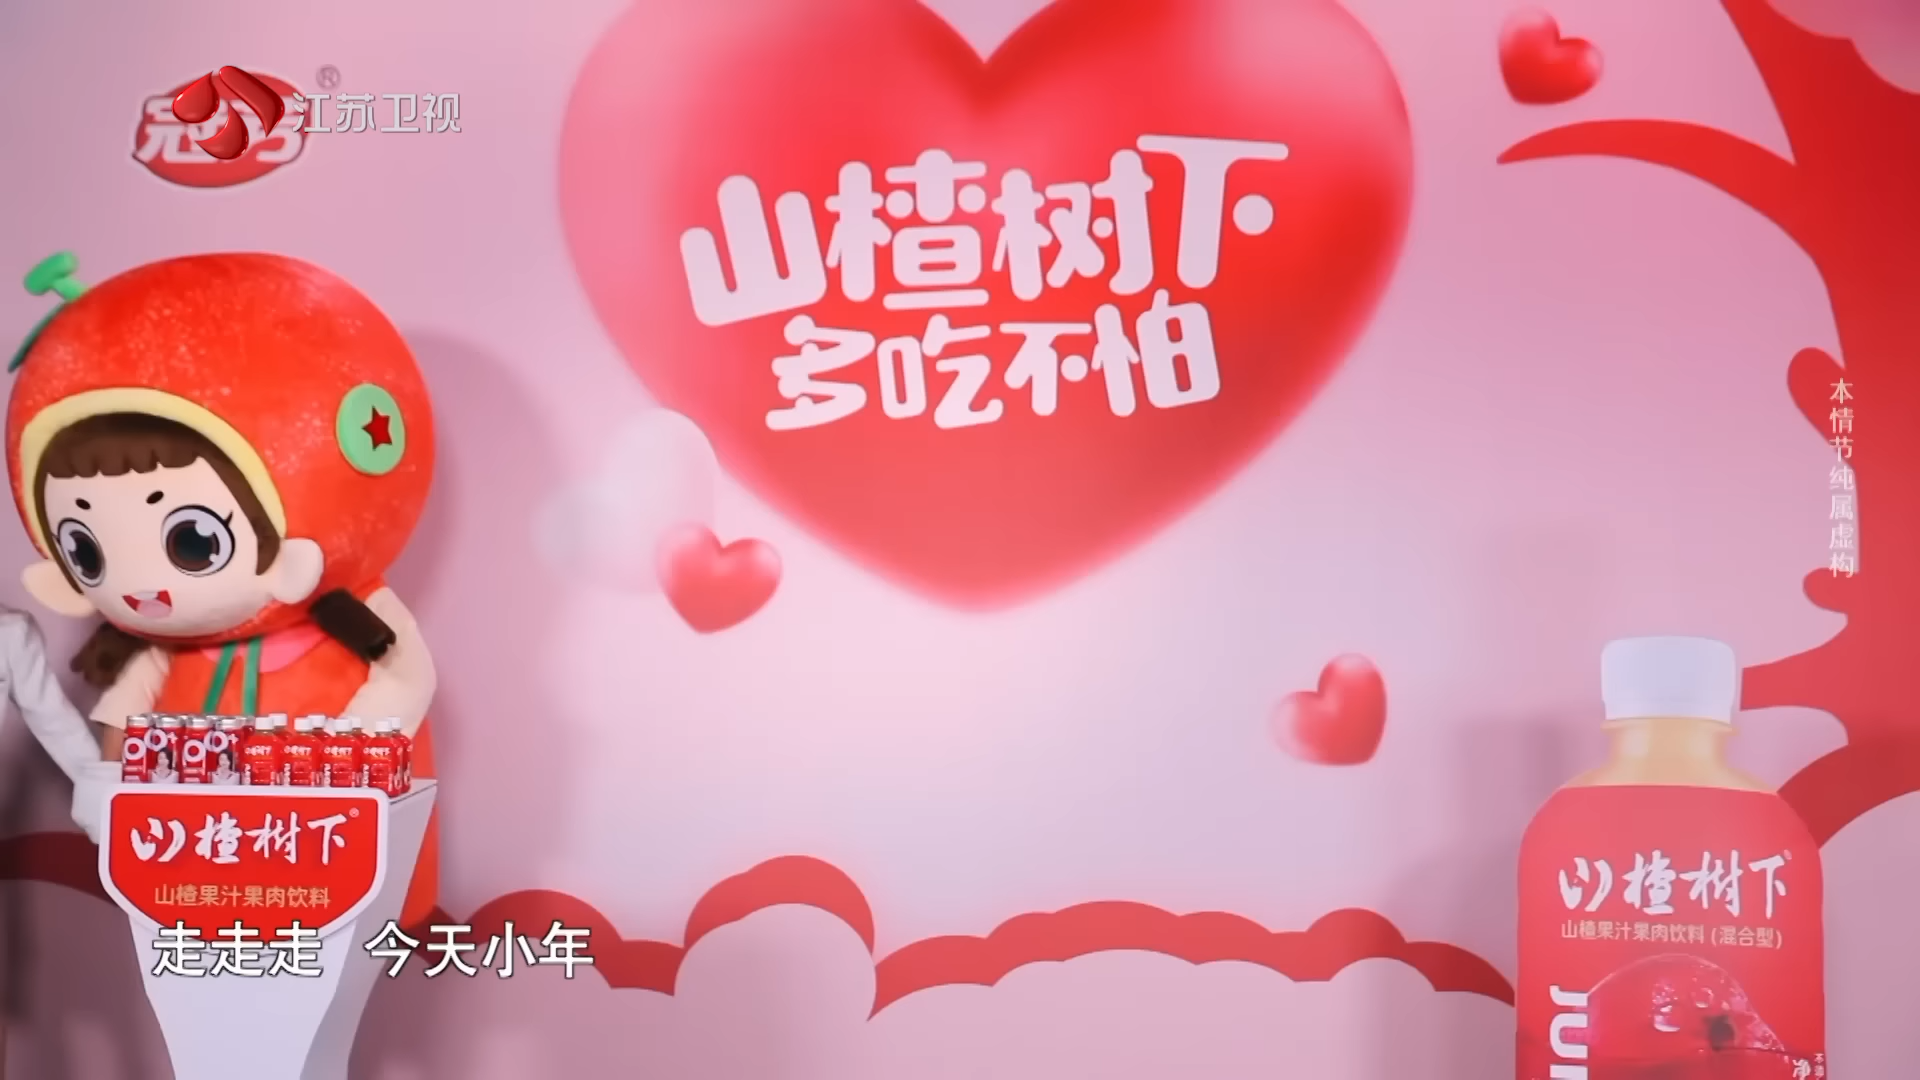 冠芳®
江苏卫视
山楂树下
多吃不怕
本情节纯属虚构
山楂树下®
山楂果汁果肉饮料
山楂树下®
山楂果汁果肉饮料(混合型)
走走走 今天小年